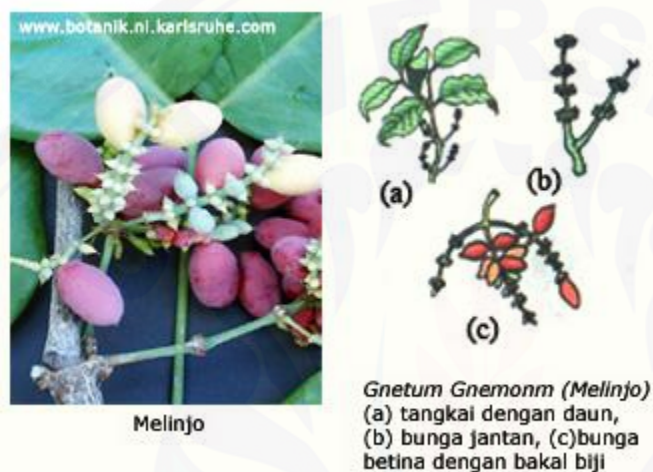 www.botanik.ni.karlsruhe.com
Melinjo
(a)
(b)
(c)
Gnetum Gnemonm (Melinjo)
(a) tangkai dengan daun,
(b) bunga jantan, (c)bunga
betina dengan bakal biji